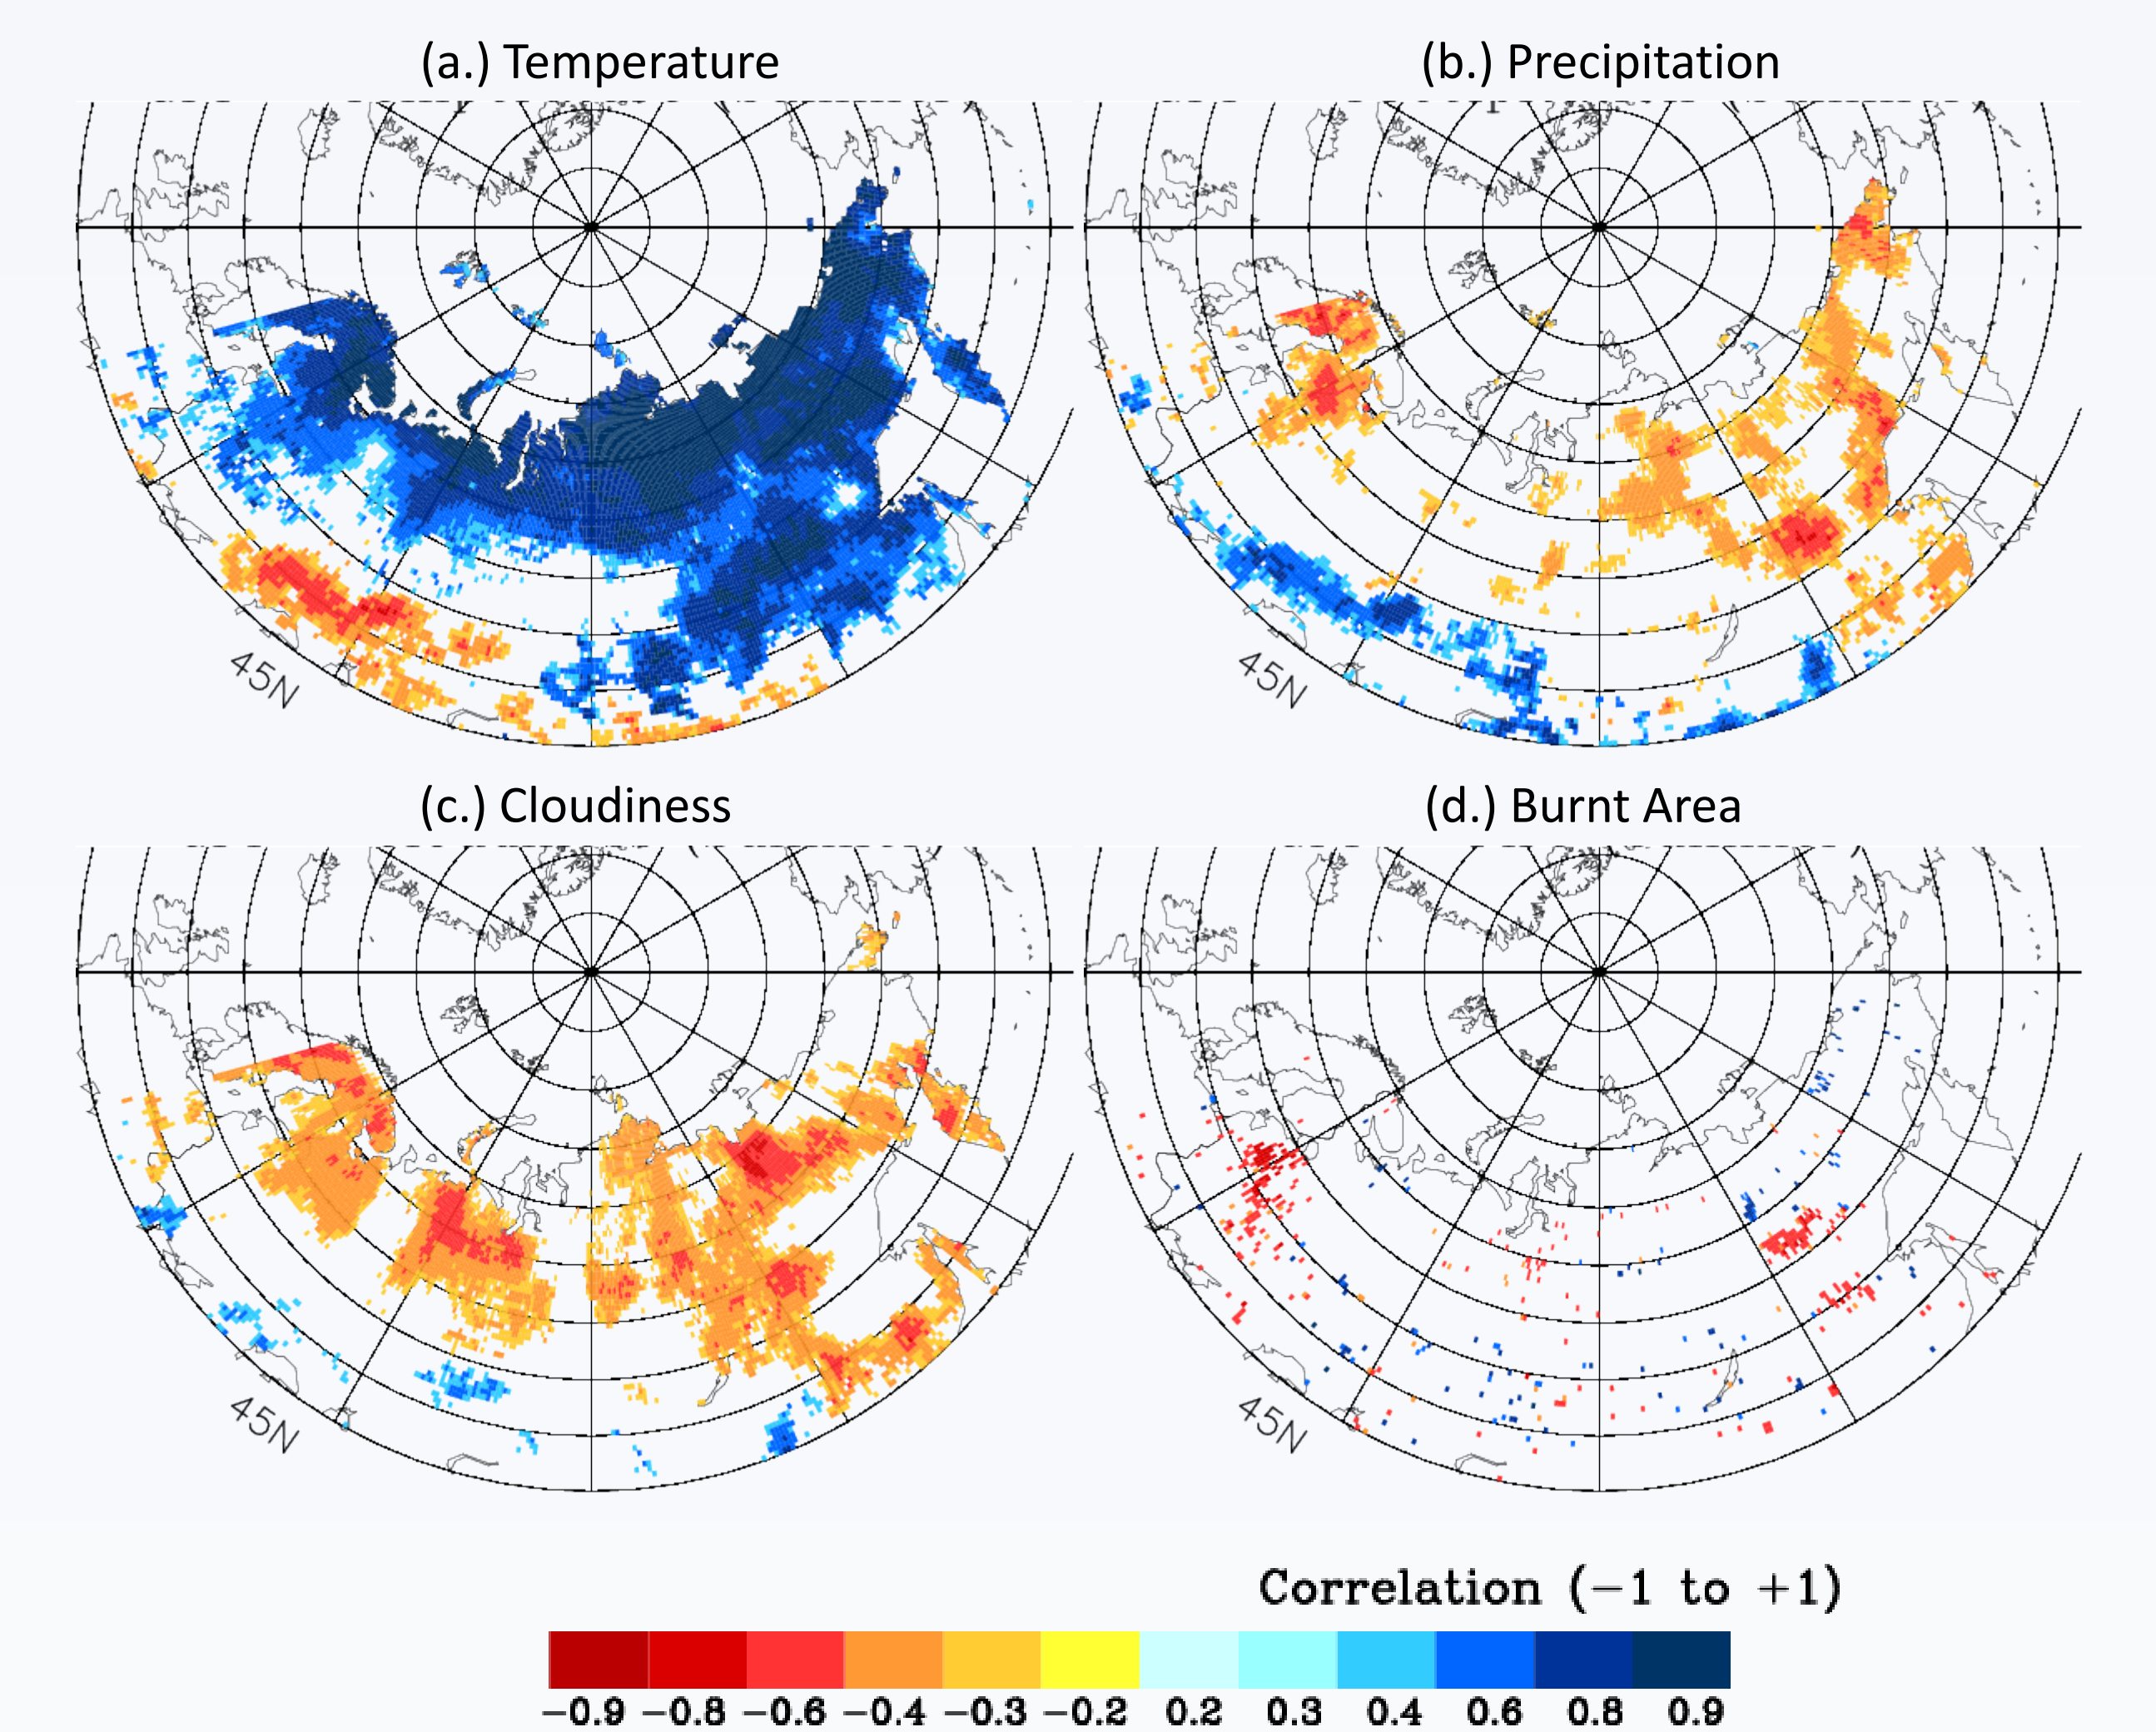 (a.) Temperature
(b.) Precipitation
45N
45N
(c.) Cloudiness
(d.) Burnt Area
45N
45N
Correlation (−1 to +1)
−0.9 −0.8 −0.6 −0.4 −0.3 −0.2 0.2 0.3 0.4 0.6 0.8 0.9